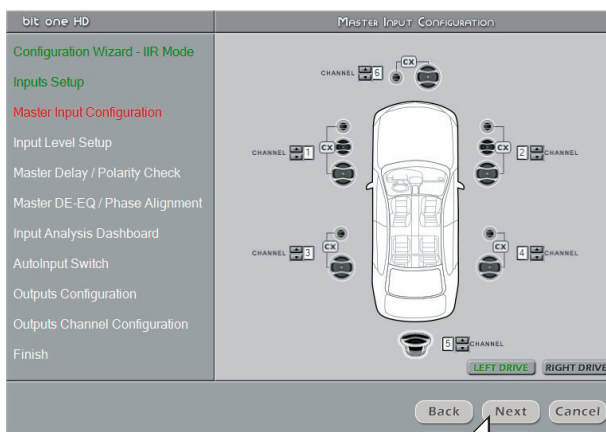 bit one HD
Master Input Configuration
Configuration Wizard - IIR Mode
Inputs Setup
Master Input Configuration
Input Level Setup
Master Delay / Polarity Check
Master DE-EQ / Phase Alignment
Input Analysis Dashboard
AutoInput Switch
Outputs Configuration
Outputs Channel Configuration
Finish
CX
CHANNEL 6
CHANNEL 1 CX
CX 2 CHANNEL
CHANNEL 3 CX
CX 4 CHANNEL
5 CHANNEL
LEFT DRIVE RIGHT DRIVE
Back Next Cancel